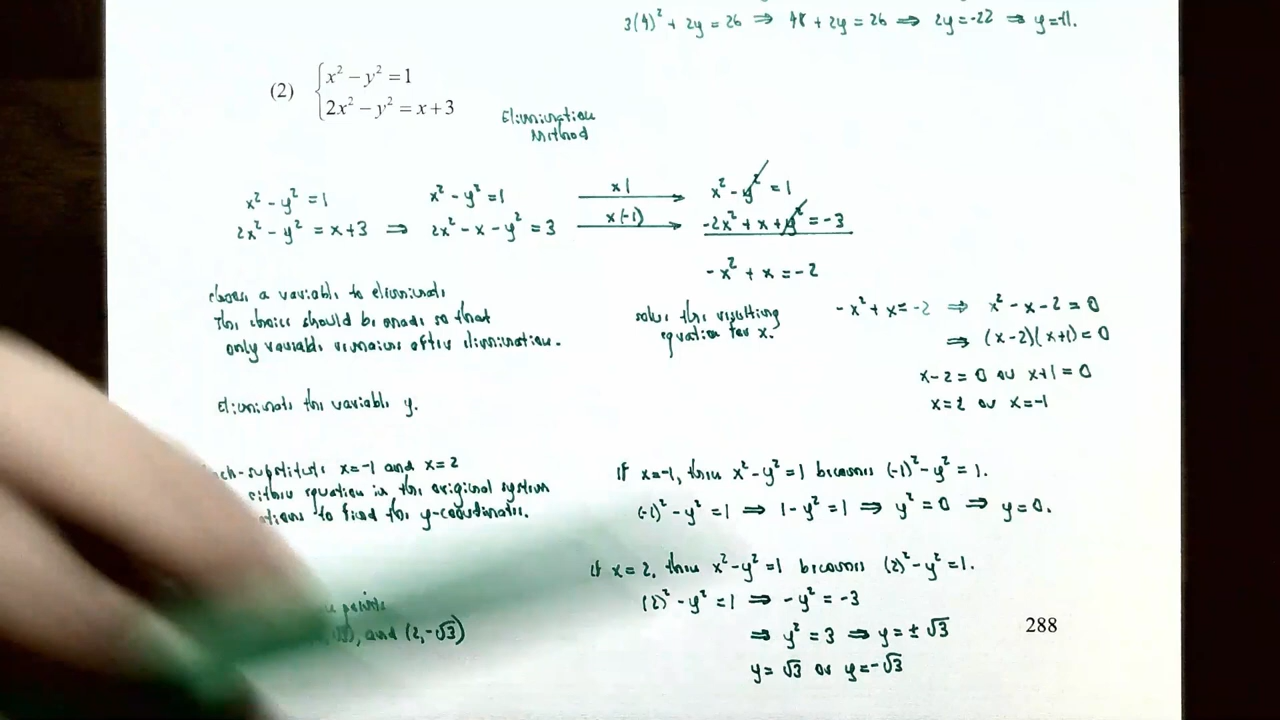 3(4)² + 2y = 26 ⇒ 48 + 2y = 26 ⇒ 2y = -22 ⇒ y = -11.
(2) { x² − y² = 1
2x² − y² = x + 3
Elimination
Method
x² - y² = 1
2x² - y² = x + 3 ⇒
x² - y² = 1
2x² - x - y² = 3
x1
x(-1)
x² - y² = 1
-2x² + x + y² = -3
-x² + x = -2
choose a variable to eliminate
The choice should be made so that
only variable remains after elimination.
Eliminate the variable y.
solve the resulting
equation for x.
-x² + x = -2 ⇒ x² - x - 2 = 0
⇒ (x-2)(x+1) = 0
x-2 = 0 or x+1 = 0
x = 2 or x = -1
x = -1 and x = 2
either equation in the original system
to find the y-coordinates.
If x = -1, then x² - y² = 1 becomes (-1)² - y² = 1.
(-1)² - y² = 1 ⇒ 1 - y² = 1 ⇒ y² = 0 ⇒ y = 0.
If x = 2, then x² - y² = 1 becomes (2)² - y² = 1.
(2)² - y² = 1 ⇒ -y² = -3
⇒ y² = 3 ⇒ y = ± √3
y = √3 or y = -√3
points
and (2, -√3)
288